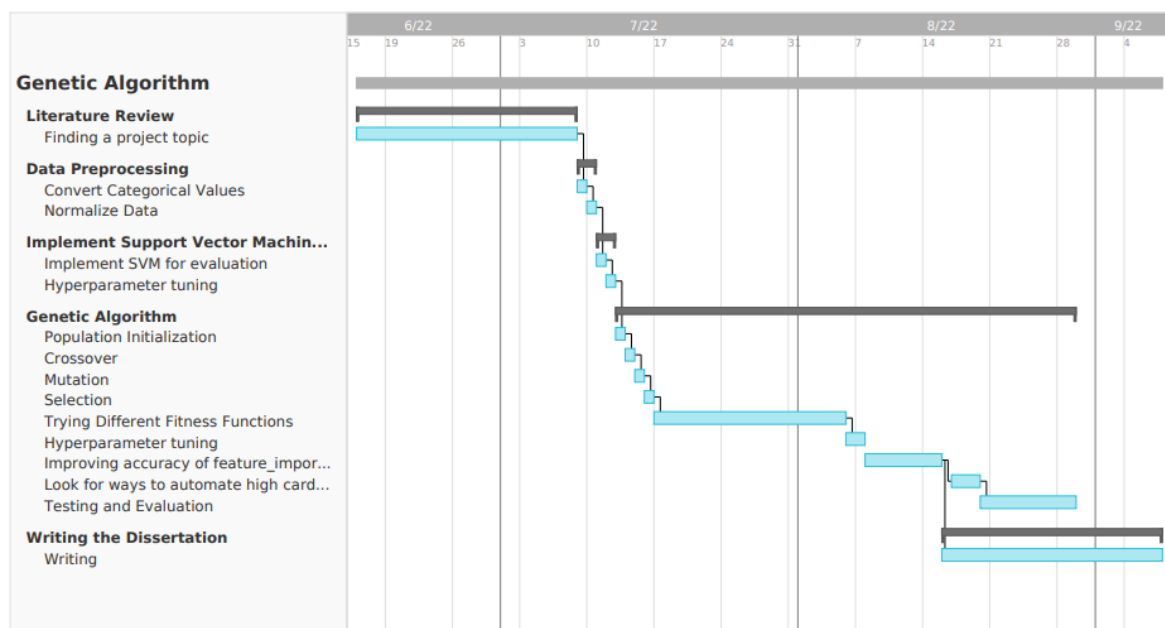 6/22 7/22 8/22 9/22
15 19 26 3 10 17 24 31 7 14 21 28 4
Genetic Algorithm
Literature Review
Finding a project topic
Data Preprocessing
Convert Categorical Values
Normalize Data
Implement Support Vector Machin...
Implement SVM for evaluation
Hyperparameter tuning
Genetic Algorithm
Population Initialization
Crossover
Mutation
Selection
Trying Different Fitness Functions
Hyperparameter tuning
Improving accuracy of feature_impor...
Look for ways to automate high card...
Testing and Evaluation
Writing the Dissertation
Writing